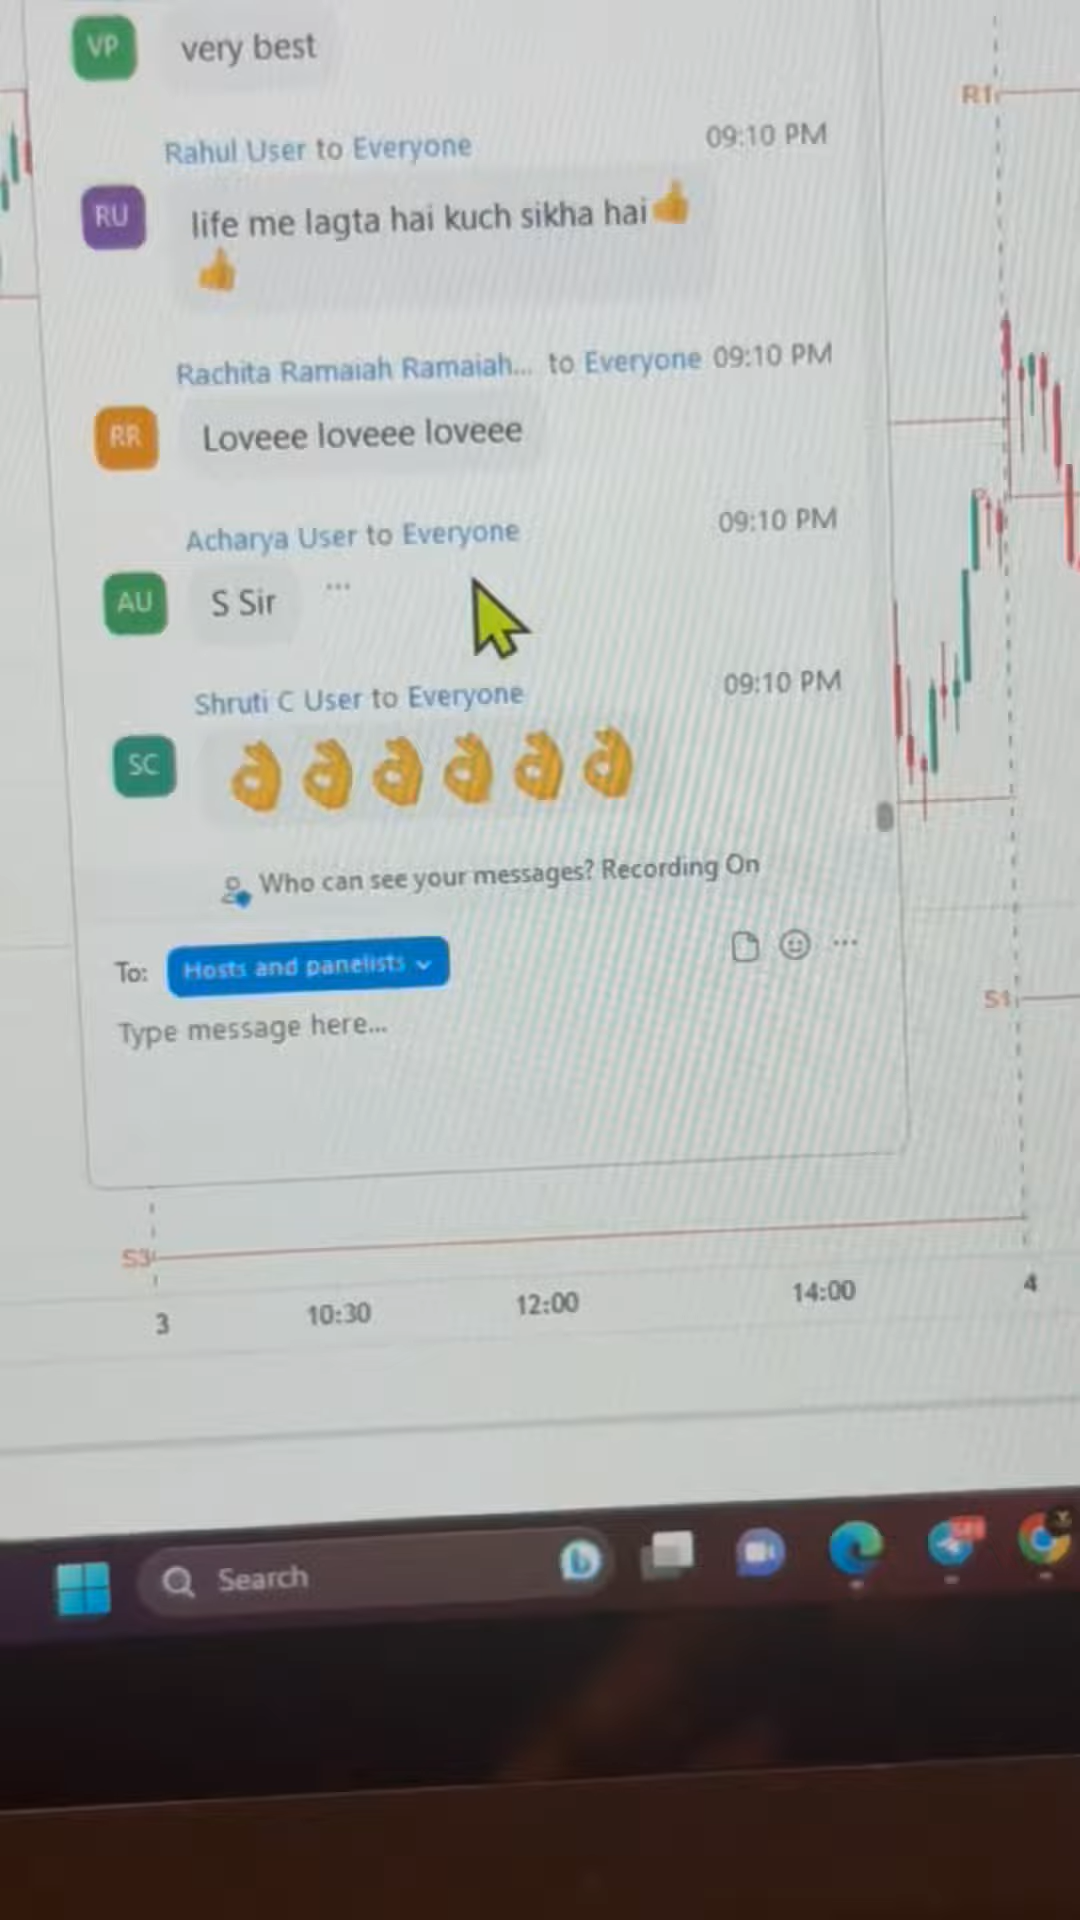 VP very best
R1
Rahul User to Everyone 09:10 PM
RU life me lagta hai kuch sikha hai👍
👍
Rachita Ramaiah Ramaiah... to Everyone 09:10 PM
RR Loveee loveee loveee
Acharya User to Everyone 09:10 PM
AU S Sir ...
Shruti C User to Everyone 09:10 PM
SC 👌👌👌👌👌👌
Who can see your messages? Recording On
To: Hosts and panelists
S1
Type message here...
S3
3 10:30 12:00 14:00 4
Search